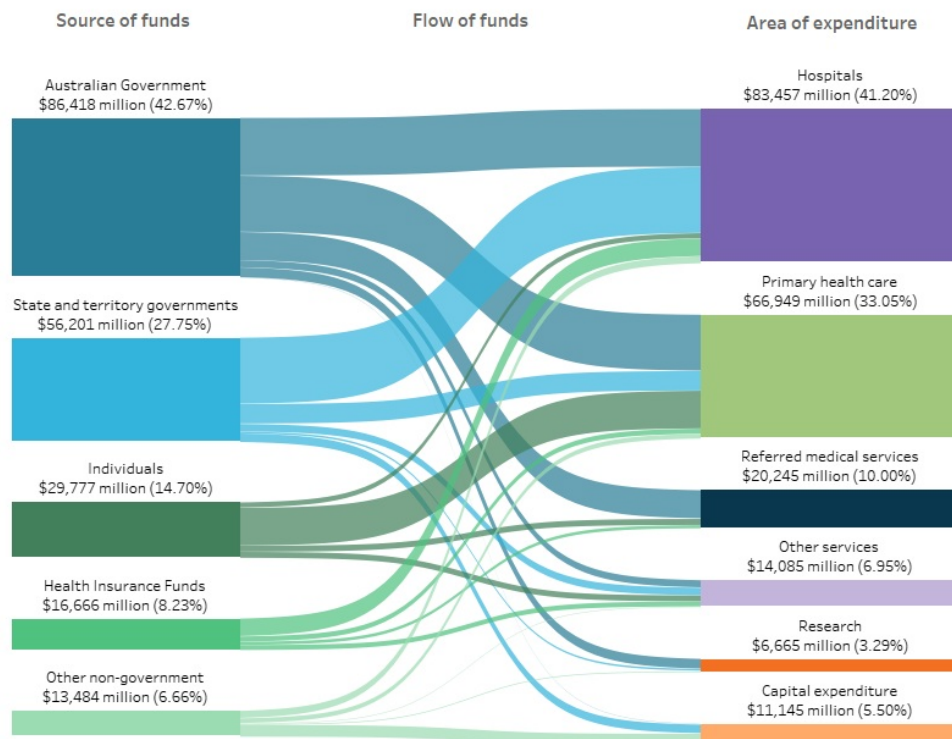 Source of funds
Flow of funds
Area of expenditure
Australian Government
$86,418 million (42.67%)
State and territory governments
$56,201 million (27.75%)
Individuals
$29,777 million (14.70%)
Health Insurance Funds
$16,666 million (8.23%)
Other non-government
$13,484 million (6.66%)
Hospitals
$83,457 million (41.20%)
Primary health care
$66,949 million (33.05%)
Referred medical services
$20,245 million (10.00%)
Other services
$14,085 million (6.95%)
Research
$6,665 million (3.29%)
Capital expenditure
$11,145 million (5.50%)